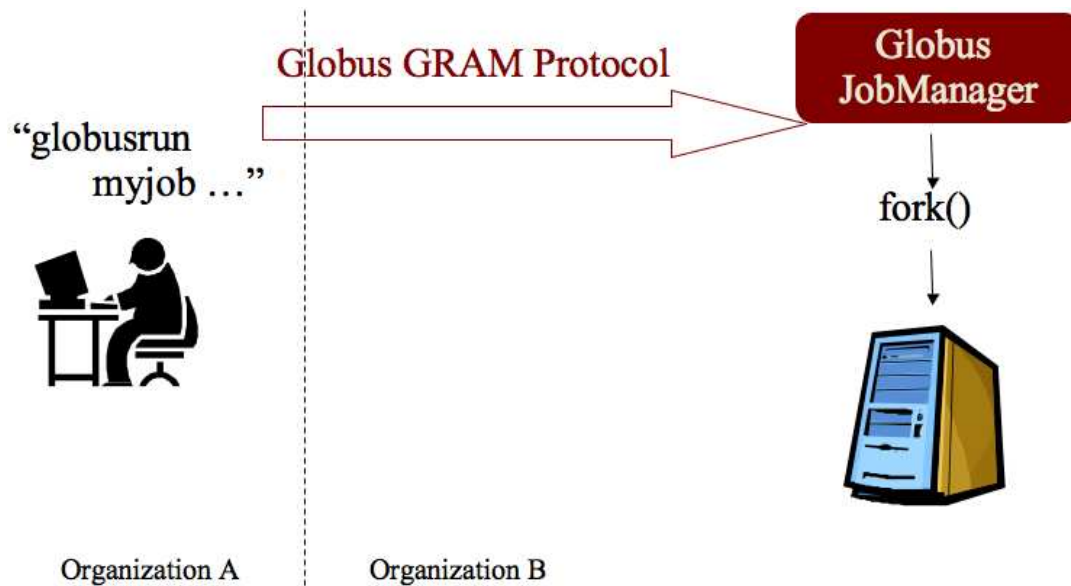 Globus
JobManager
Globus GRAM Protocol
“globusrun
myjob …”
fork()
Organization A
Organization B